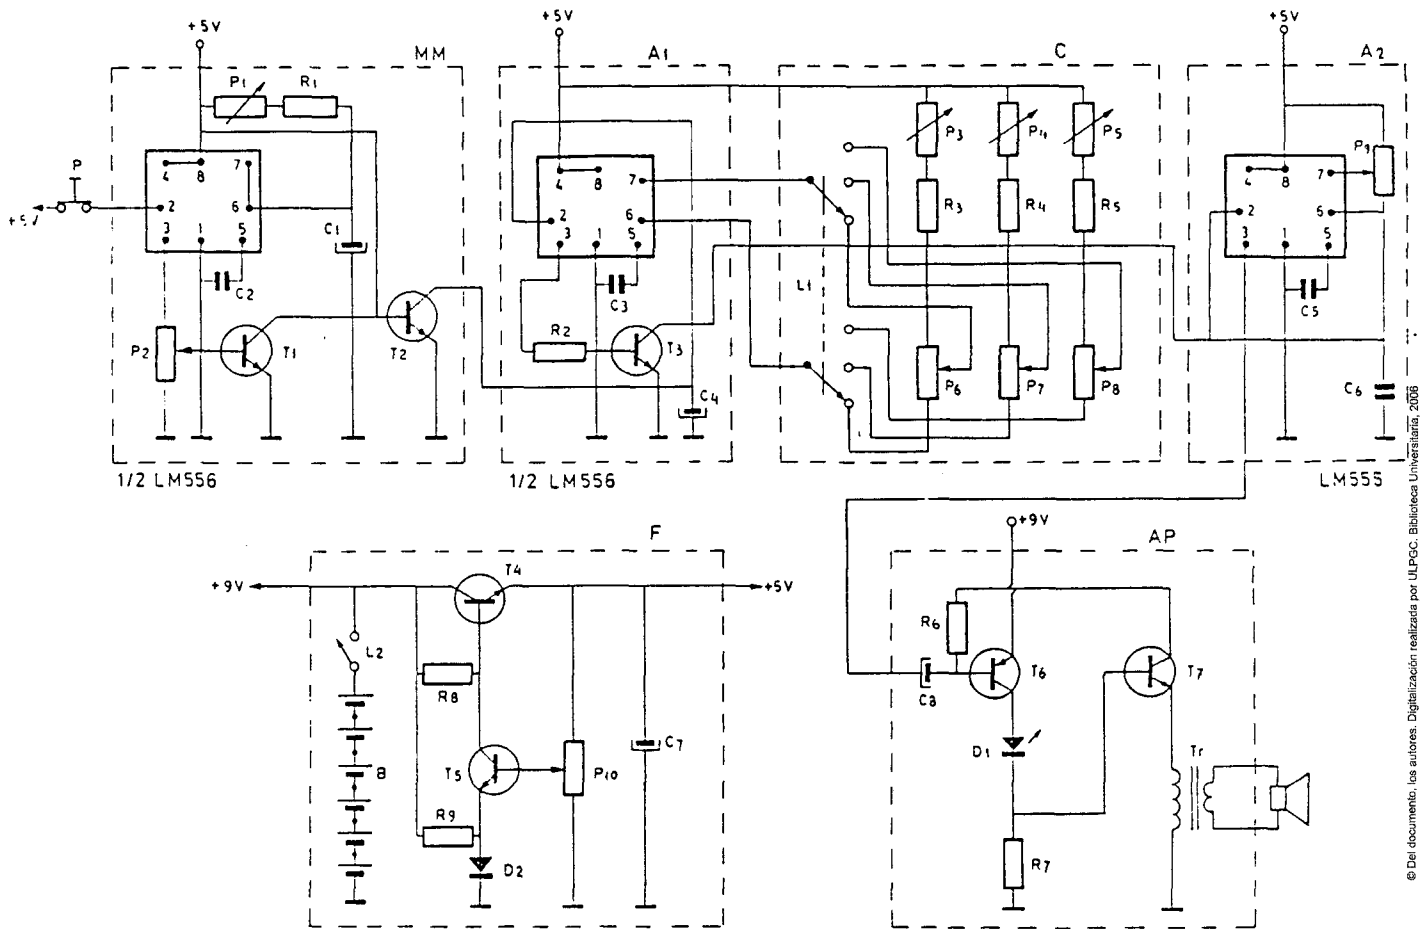 +5V
+5V
+5V
MM
A1
C
A2
P1
R1
P3
P4
P5
P9
P
4
8
7
4
8
7
4
8
7
+5V
2
6
2
6
2
6
3
1
5
3
1
5
3
1
5
R3
R4
R5
C1
C2
C3
L1
C5
P2
T1
T2
R2
T3
P6
P7
P8
C4
C6
1/2 LM556
1/2 LM556
LM555
F
+9V
AP
+9V
T4
+5V
R6
L2
T6
T7
R8
C8
B
T5
P10
C7
D1
Tr
R9
D2
R7
© Del documento, los autores. Digitalización realizada por ULPGC. Biblioteca Universitaria, 2006